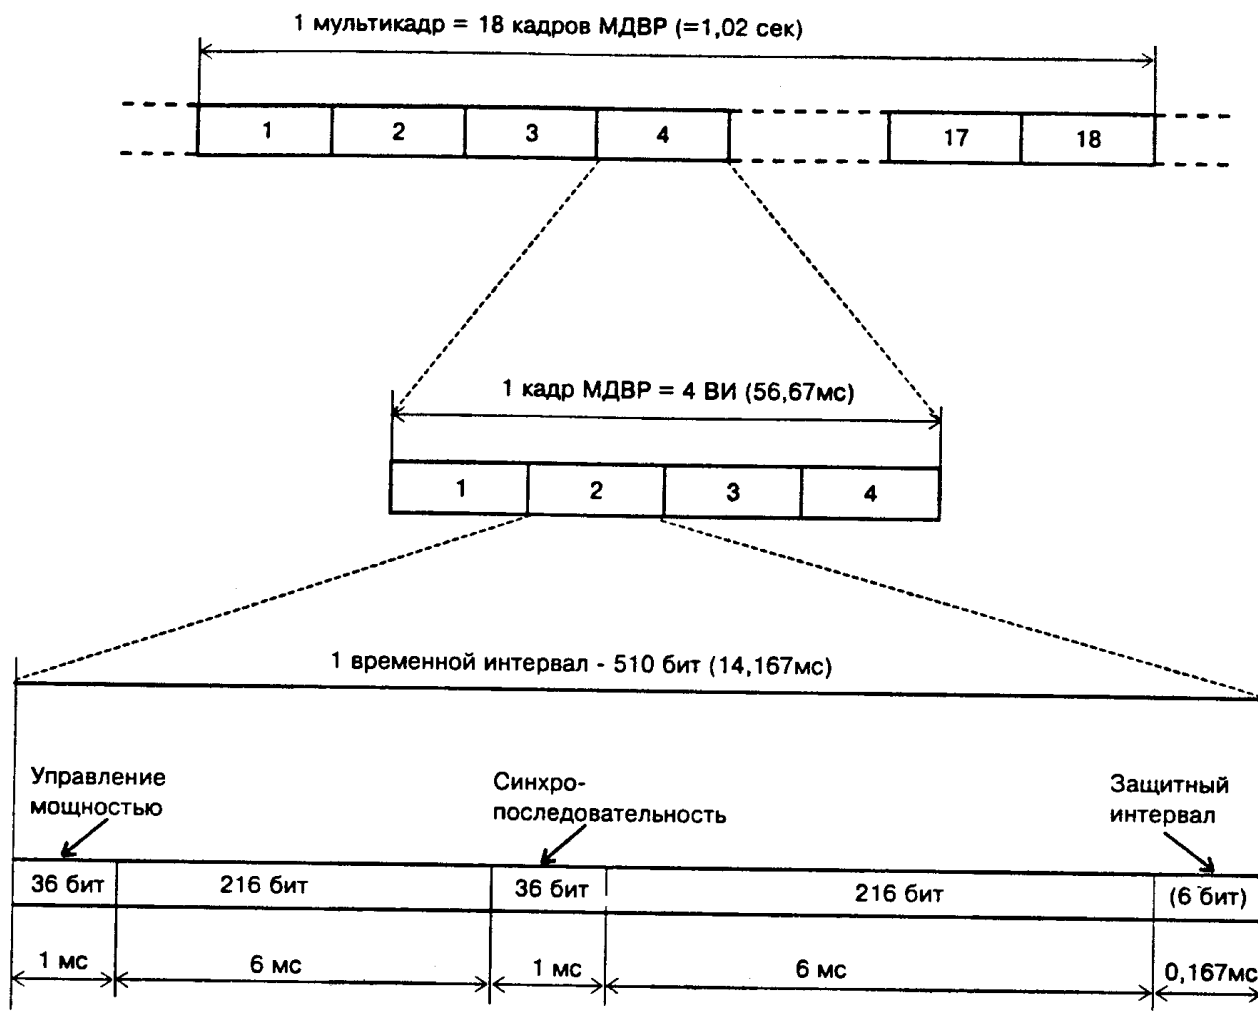 1 мультикадр = 18 кадров МДВР (=1,02 сек)
1 2 3 4 17 18
1 кадр МДВР = 4 ВИ (56,67мс)
1 2 3 4
1 временной интервал - 510 бит (14,167мс)
Управление
мощностью
Синхро-
последовательность
Защитный
интервал
36 бит 216 бит 36 бит 216 бит (6 бит)
1 мс 6 мс 1 мс 6 мс 0,167мс